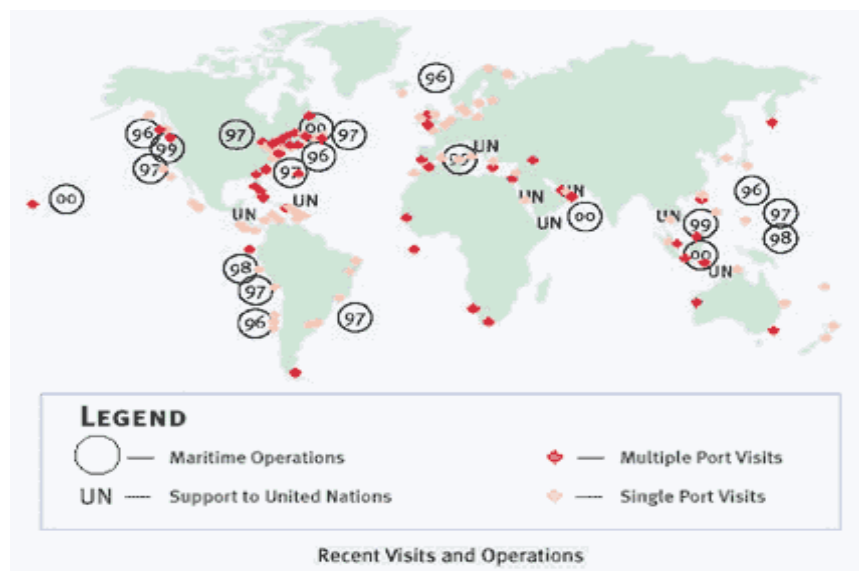 96
96
97
00
97
99
96
97
99
UN
97
UN
UN
00
UN
UN
UN
00
UN
96
99
97
98
98
00
UN
97
96
97
LEGEND
Maritime Operations
Multiple Port Visits
UN
Support to United Nations
Single Port Visits
Recent Visits and Operations